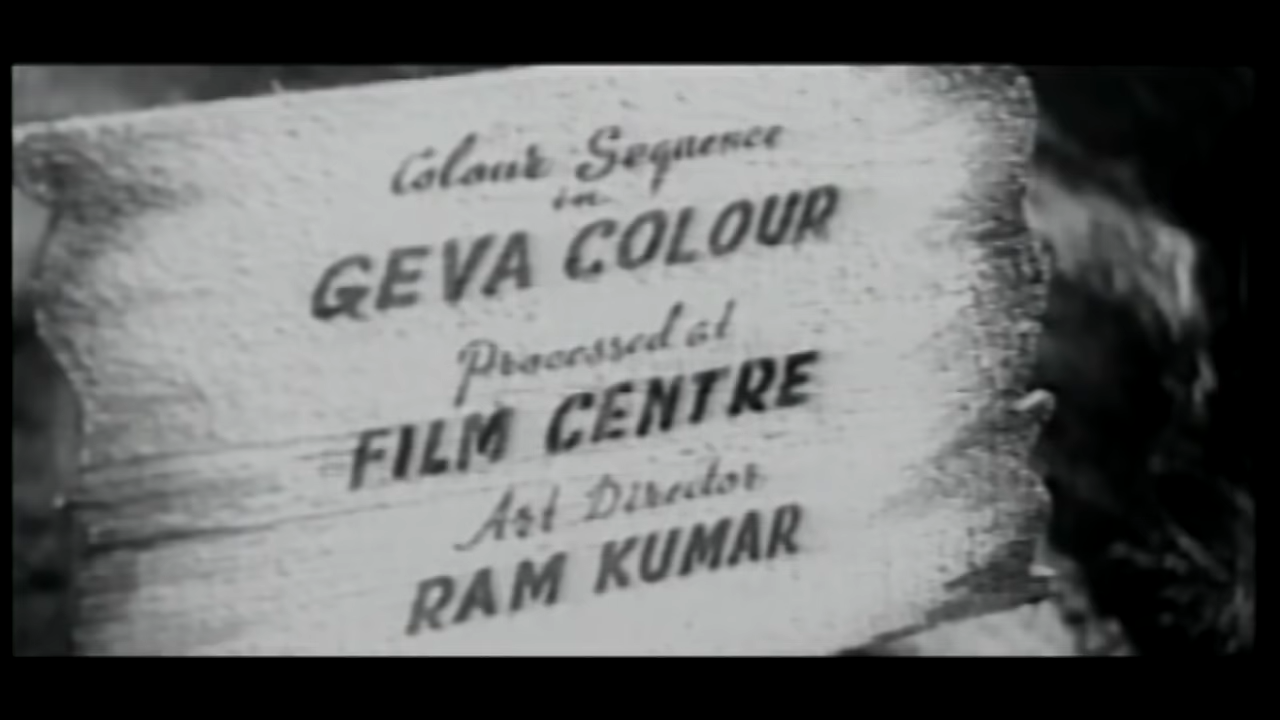 Colour Sequence
in
GEVA COLOUR
Processed at
FILM CENTRE
Art Director
RAM KUMAR